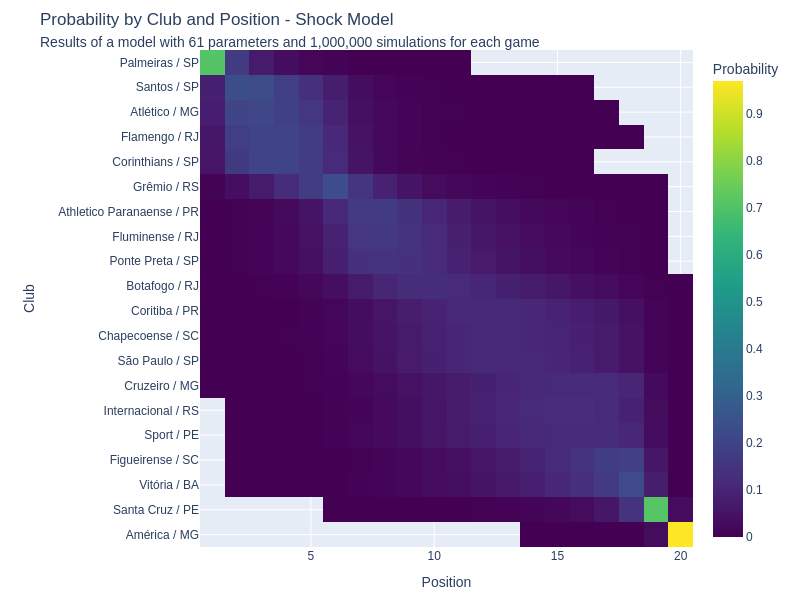 Probability by Club and Position - Shock Model
Results of a model with 61 parameters and 1,000,000 simulations for each game
Probability
Palmeiras / SP
Santos / SP
Atlético / MG
Flamengo / RJ
Corinthians / SP
Grêmio / RS
Athletico Paranaense / PR
Fluminense / RJ
Ponte Preta / SP
Botafogo / RJ
Coritiba / PR
Chapecoense / SC
São Paulo / SP
Cruzeiro / MG
Internacional / RS
Sport / PE
Figueirense / SC
Vitória / BA
Santa Cruz / PE
América / MG
Club
5 10 15 20
Position
0.9
0.8
0.7
0.6
0.5
0.4
0.3
0.2
0.1
0